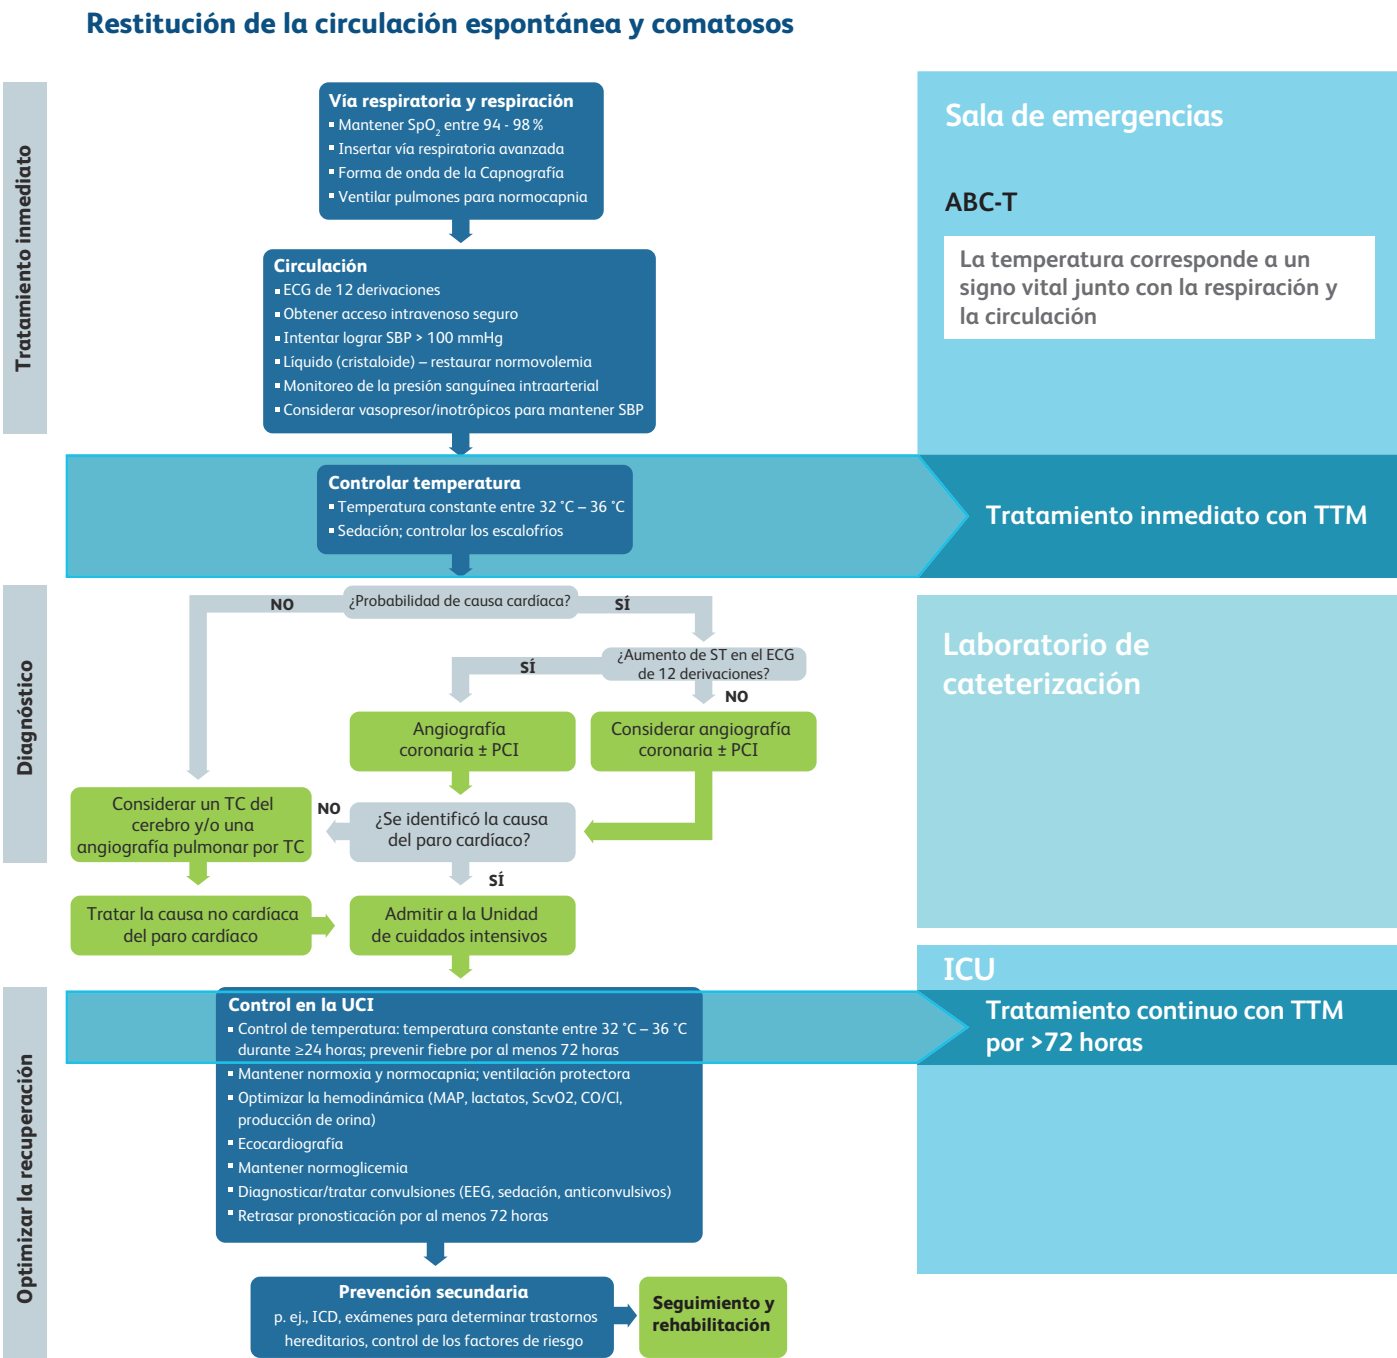 Restitución de la circulación espontánea y comatosos
Tratamiento inmediato
Vía respiratoria y respiración
▪ Mantener SpO₂ entre 94 - 98 %
▪ Insertar vía respiratoria avanzada
▪ Forma de onda de la Capnografía
▪ Ventilar pulmones para normocapnia
Circulación
▪ ECG de 12 derivaciones
▪ Obtener acceso intravenoso seguro
▪ Intentar lograr SBP > 100 mmHg
▪ Líquido (cristaloide) – restaurar normovolemia
▪ Monitoreo de la presión sanguínea intraarterial
▪ Considerar vasopresor/inotrópicos para mantener SBP
Sala de emergencias
ABC-T
La temperatura corresponde a un
signo vital junto con la respiración y
la circulación
Controlar temperatura
▪ Temperatura constante entre 32 ˚C – 36 ˚C
▪ Sedación; controlar los escalofríos
Tratamiento inmediato con TTM
Diagnóstico
¿Probabilidad de causa cardíaca?
NO
SÍ
¿Aumento de ST en el ECG
de 12 derivaciones?
SÍ
NO
Angiografía
coronaria ± PCI
Considerar angiografía
coronaria ± PCI
Considerar un TC del
cerebro y/o una
angiografía pulmonar por TC
NO
¿Se identificó la causa
del paro cardíaco?
SÍ
Tratar la causa no cardíaca
del paro cardíaco
Admitir a la Unidad
de cuidados intensivos
Laboratorio de
cateterización
Optimizar la recuperación
Control en la UCI
▪ Control de temperatura: temperatura constante entre 32 ˚C – 36 ˚C
durante ≥24 horas; prevenir fiebre por al menos 72 horas
▪ Mantener normoxia y normocapnia; ventilación protectora
▪ Optimizar la hemodinámica (MAP, lactatos, ScvO2, CO/CI,
producción de orina)
▪ Ecocardiografía
▪ Mantener normoglicemia
▪ Diagnosticar/tratar convulsiones (EEG, sedación, anticonvulsivos)
▪ Retrasar pronosticación por al menos 72 horas
ICU
Tratamiento continuo con TTM
por >72 horas
Prevención secundaria
p. ej., ICD, exámenes para determinar trastornos
hereditarios, control de los factores de riesgo
Seguimiento y
rehabilitación